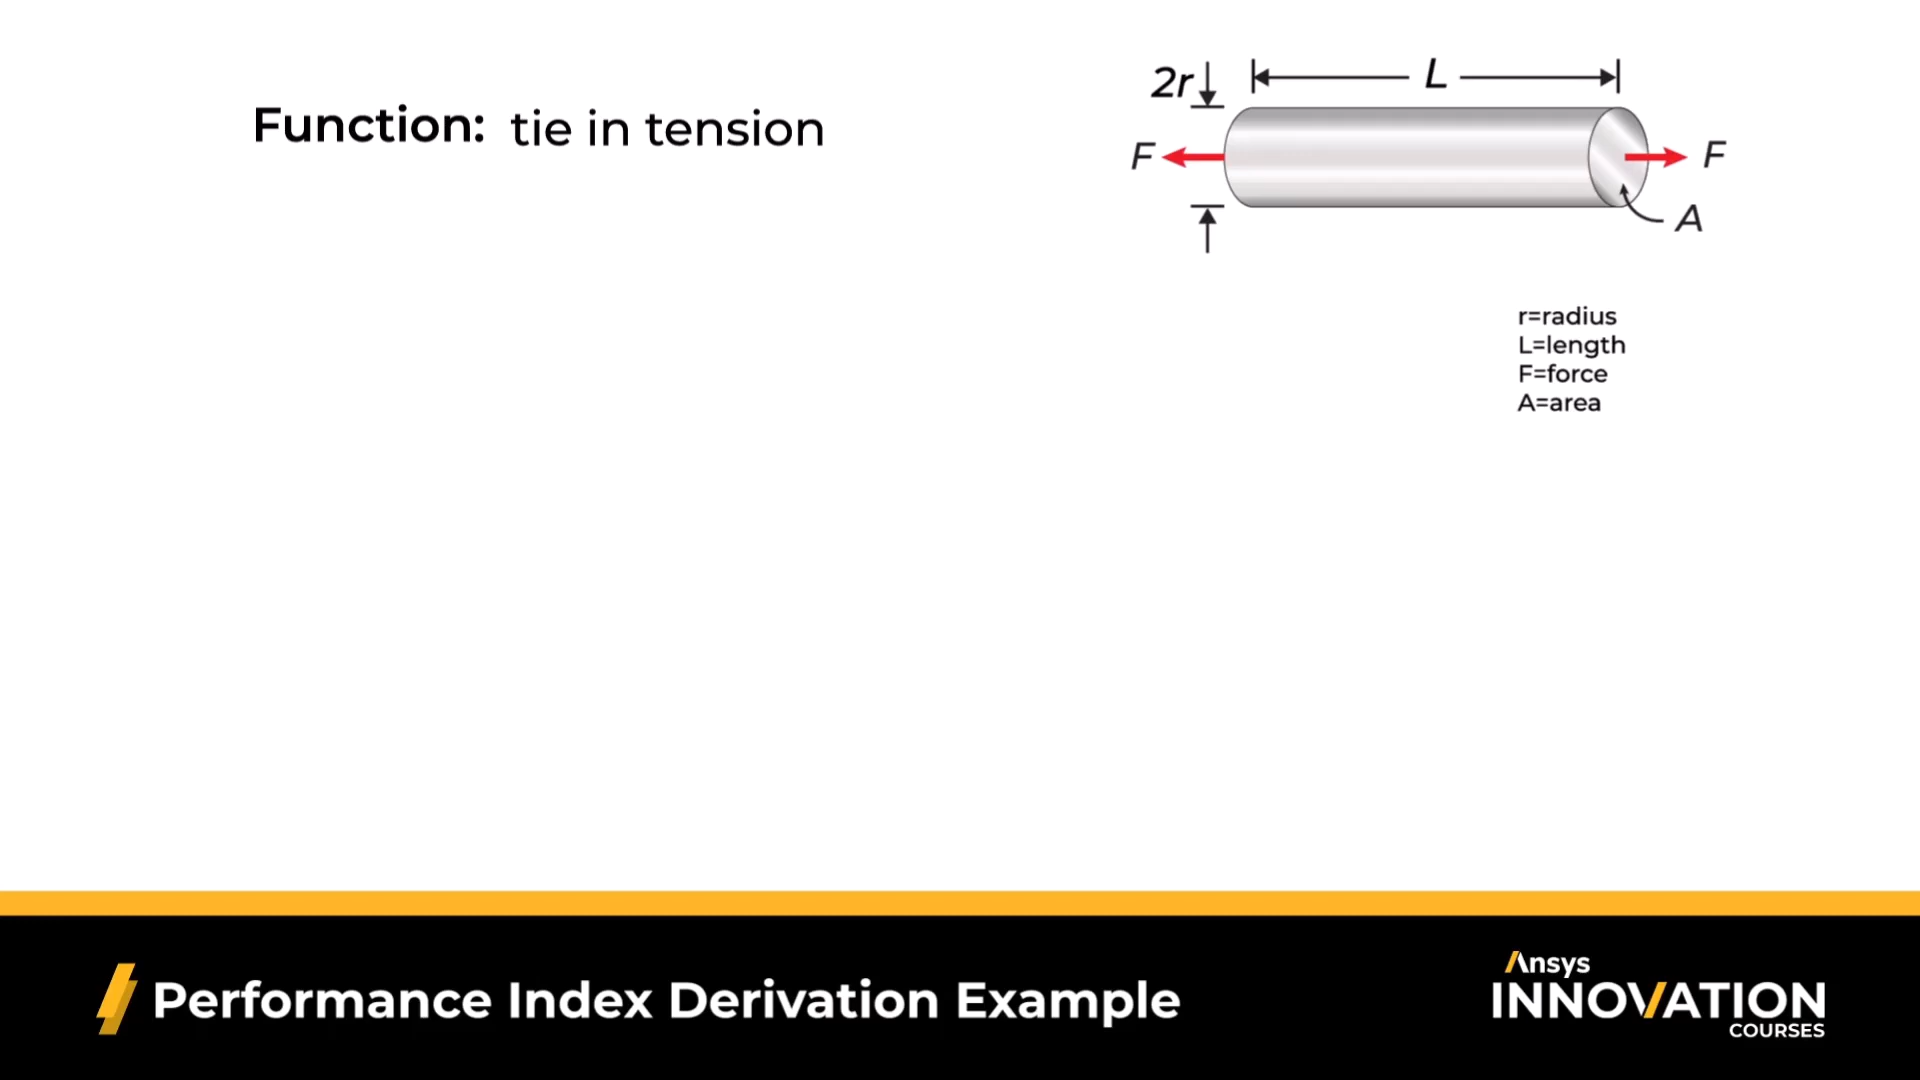 Function: tie in tension
2r
L
F
F
A
r=radius
L=length
F=force
A=area
Performance Index Derivation Example
Ansys
INNOVATION
COURSES